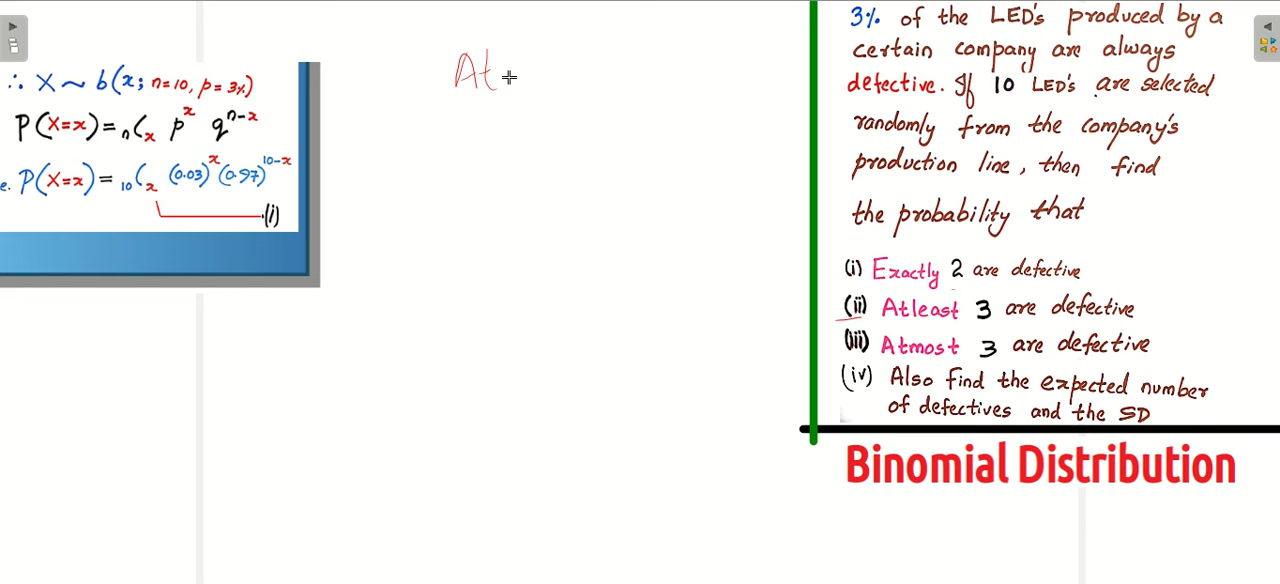 ∴ X ~ b(x; n=10, p=3%)
P(X=x) = nCx p^x q^n-x
e. P(X=x) = 10Cx (0.03)^x (0.97)^10-x
(i)
At
3% of the LED's produced by a
certain company are always
defective. If 10 LED's are selected
randomly from the company's
production line, then find
the probability that
(i) Exactly 2 are defective
(ii) Atleast 3 are defective
(iii) Atmost 3 are defective
(iv) Also find the expected number
of defectives and the SD
Binomial Distribution